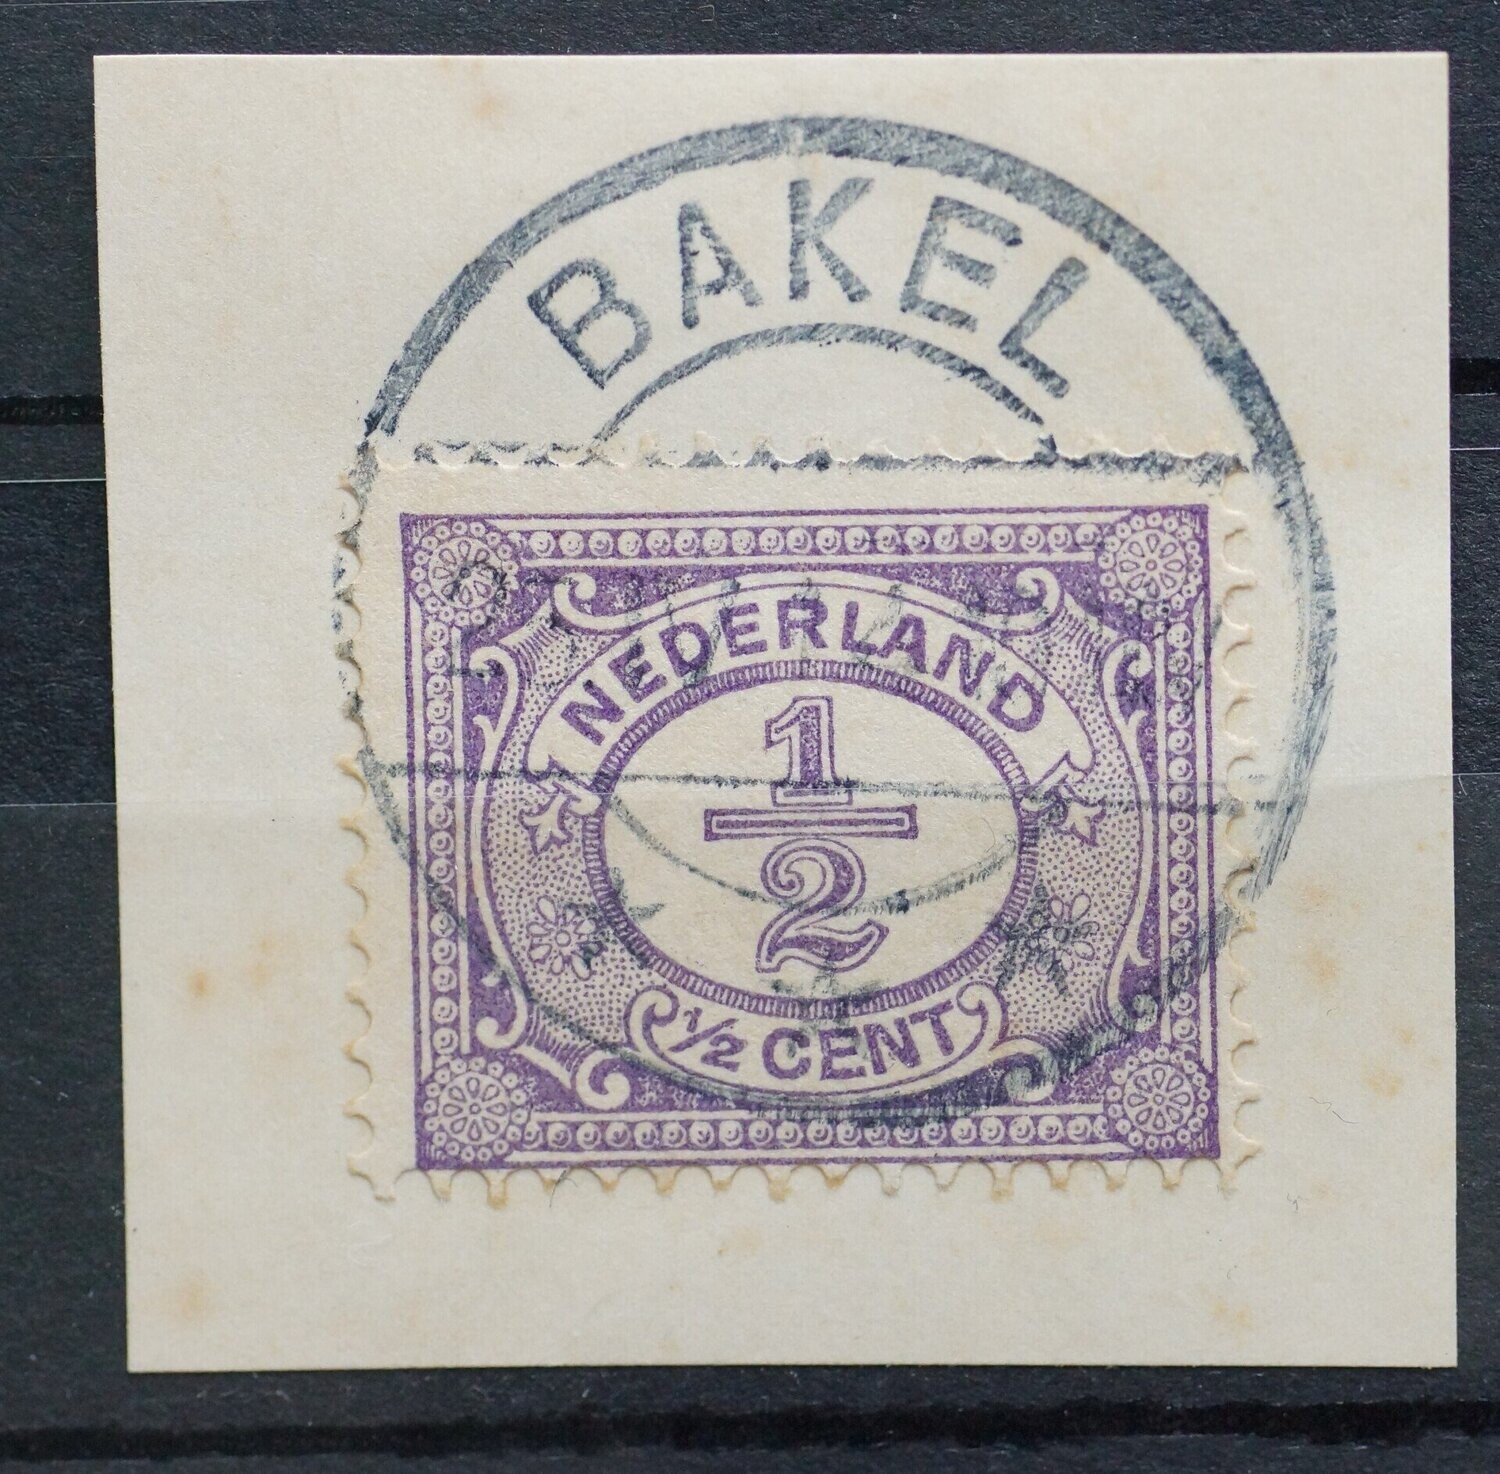 BAKEL
NEDERLAND
1/2
½ CENT